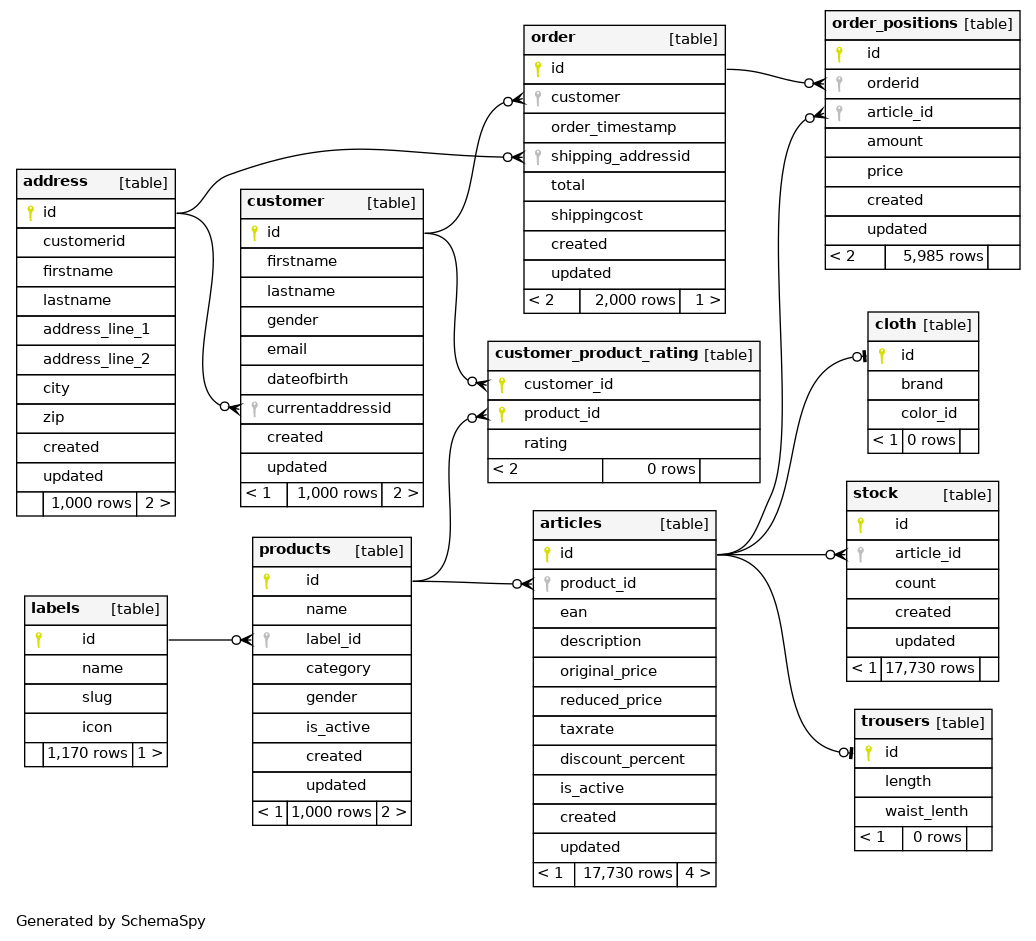 order [table]
id
customer
order_timestamp
shipping_addressid
total
shippingcost
created
updated
< 2 2,000 rows 1 >
order_positions [table]
id
orderid
article_id
amount
price
created
updated
< 2 5,985 rows
address [table]
id
customerid
firstname
lastname
address_line_1
address_line_2
city
zip
created
updated
1,000 rows 2 >
customer [table]
id
firstname
lastname
gender
email
dateofbirth
currentaddressid
created
updated
< 1 1,000 rows 2 >
customer_product_rating [table]
customer_id
product_id
rating
< 2 0 rows
cloth [table]
id
brand
color_id
< 1 0 rows
stock [table]
id
article_id
count
created
updated
< 1 17,730 rows
articles [table]
id
product_id
ean
description
original_price
reduced_price
taxrate
discount_percent
is_active
created
updated
< 1 17,730 rows 4 >
products [table]
id
name
label_id
category
gender
is_active
created
updated
< 1 1,000 rows 2 >
labels [table]
id
name
slug
icon
1,170 rows 1 >
trousers [table]
id
length
waist_lenth
< 1 0 rows
Generated by SchemaSpy